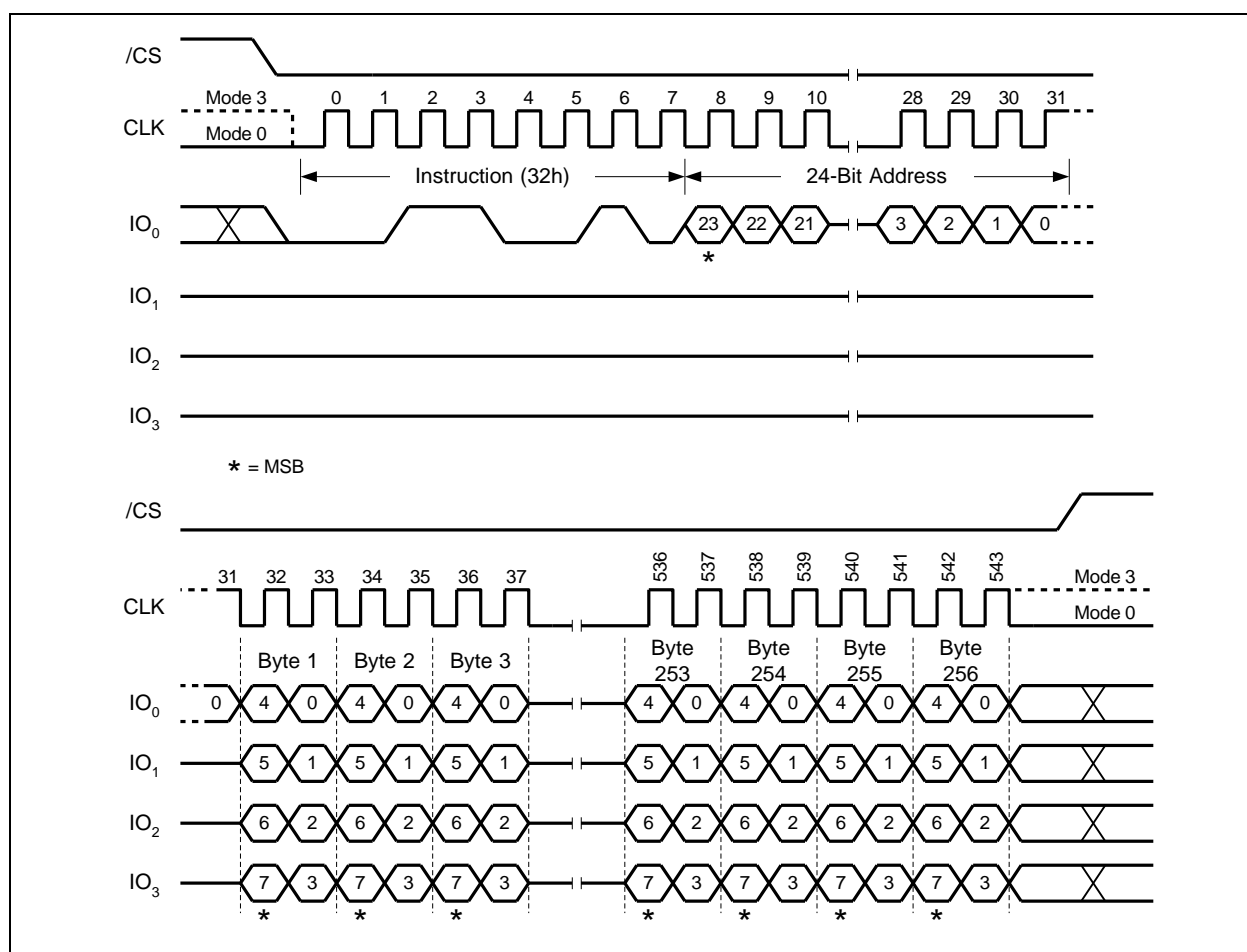 /CS
Mode 3 0 1 2 3 4 5 6 7 8 9 10 28 29 30 31
CLK
Mode 0
Instruction (32h) 24-Bit Address
IO0 23 22 21 3 2 1 0
*
IO1
IO2
IO3
* = MSB
/CS
31 32 33 34 35 36 37 536 537 538 539 540 541 542 543 Mode 3
CLK
Mode 0
Byte 1 Byte 2 Byte 3 Byte 253 Byte 254 Byte 255 Byte 256
IO0 0 4 0 4 0 4 0 4 0 4 0 4 0 4 0
IO1 5 1 5 1 5 1 5 1 5 1 5 1 5 1
IO2 6 2 6 2 6 2 6 2 6 2 6 2 6 2
IO3 7 3 7 3 7 3 7 3 7 3 7 3 7 3
* * * * * * *